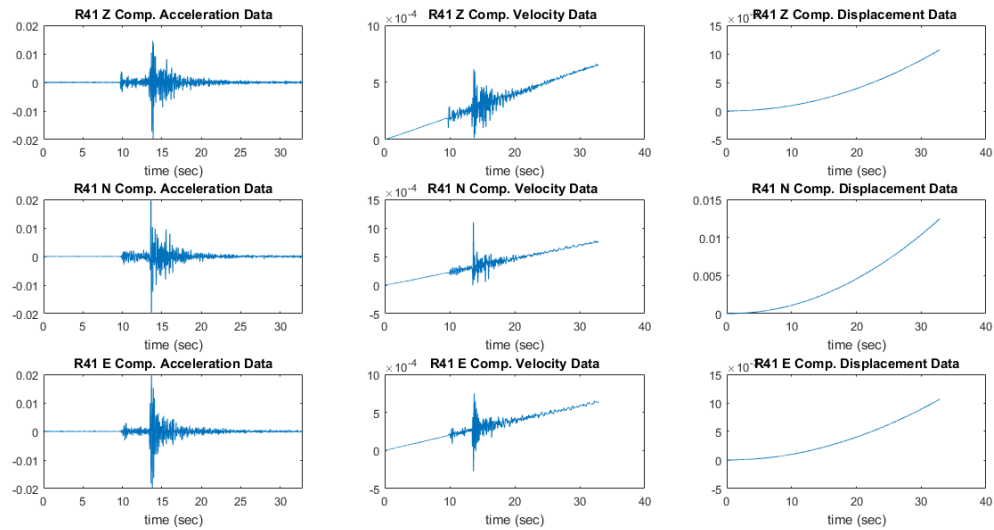 R41 Z Comp. Acceleration Data
0.02
0.01
0
-0.01
-0.02
0 5 10 15 20 25 30
time (sec)
R41 Z Comp. Velocity Data
×10⁻⁴
10
5
0
0 10 20 30 40
time (sec)
R41 Z Comp. Displacement Data
15
10
5
0
-5
0 10 20 30 40
time (sec)
R41 N Comp. Acceleration Data
0.02
0.01
0
-0.01
-0.02
0 5 10 15 20 25 30
time (sec)
R41 N Comp. Velocity Data
×10⁻⁴
15
10
5
0
-5
0 10 20 30 40
time (sec)
R41 N Comp. Displacement Data
0.015
0.01
0.005
0
0 10 20 30 40
time (sec)
R41 E Comp. Acceleration Data
0.02
0.01
0
-0.01
-0.02
0 5 10 15 20 25 30
time (sec)
R41 E Comp. Velocity Data
×10⁻⁴
10
5
0
-5
0 10 20 30 40
time (sec)
R41 E Comp. Displacement Data
15
10
5
0
-5
0 10 20 30 40
time (sec)